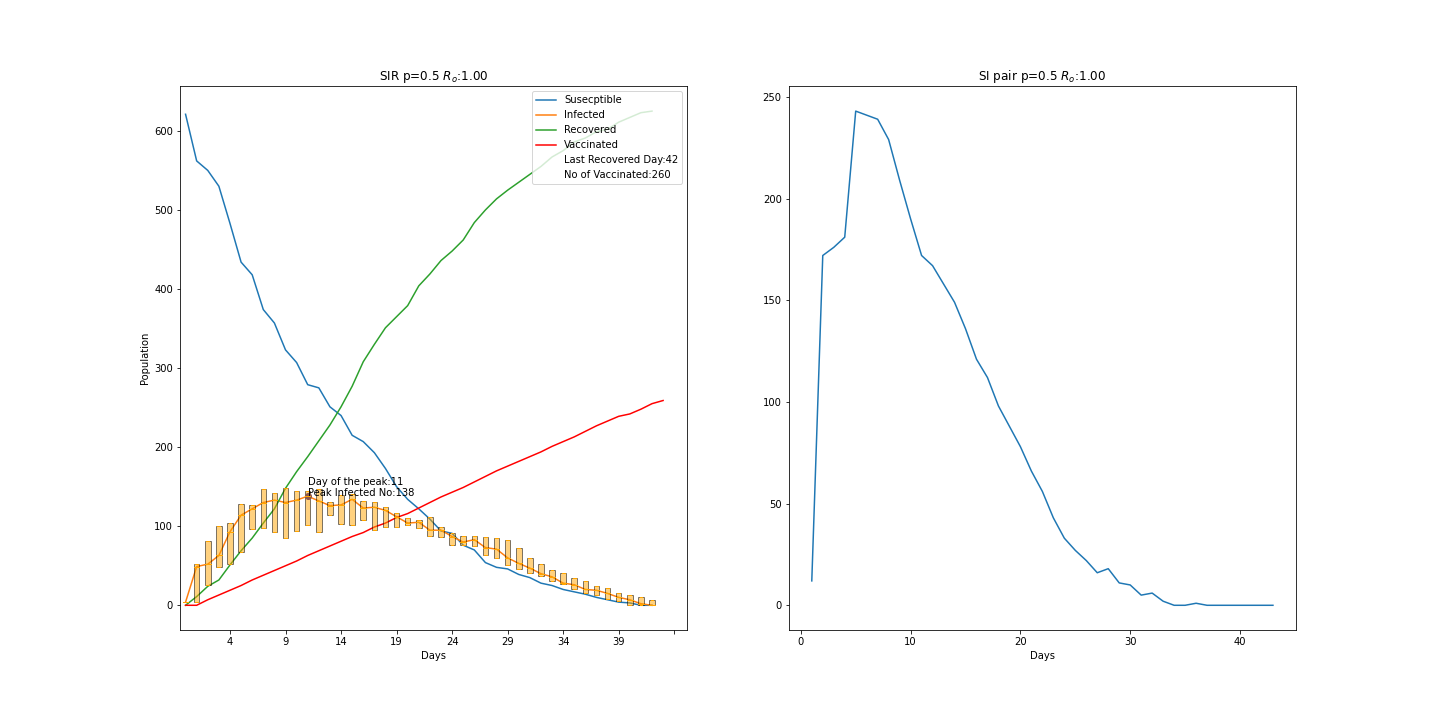 SIR p=0.5 Rₒ:1.00
Susecptible
Infected
Recovered
Vaccinated
Last Recovered Day:42
No of Vaccinated:260
600
500
400
300
200
100
0
Population
Day of the peak:11
Peak Infected No:138
4 9 14 19 24 29 34 39
Days
SI pair p=0.5 Rₒ:1.00
250
200
150
100
50
0
0 10 20 30 40
Days